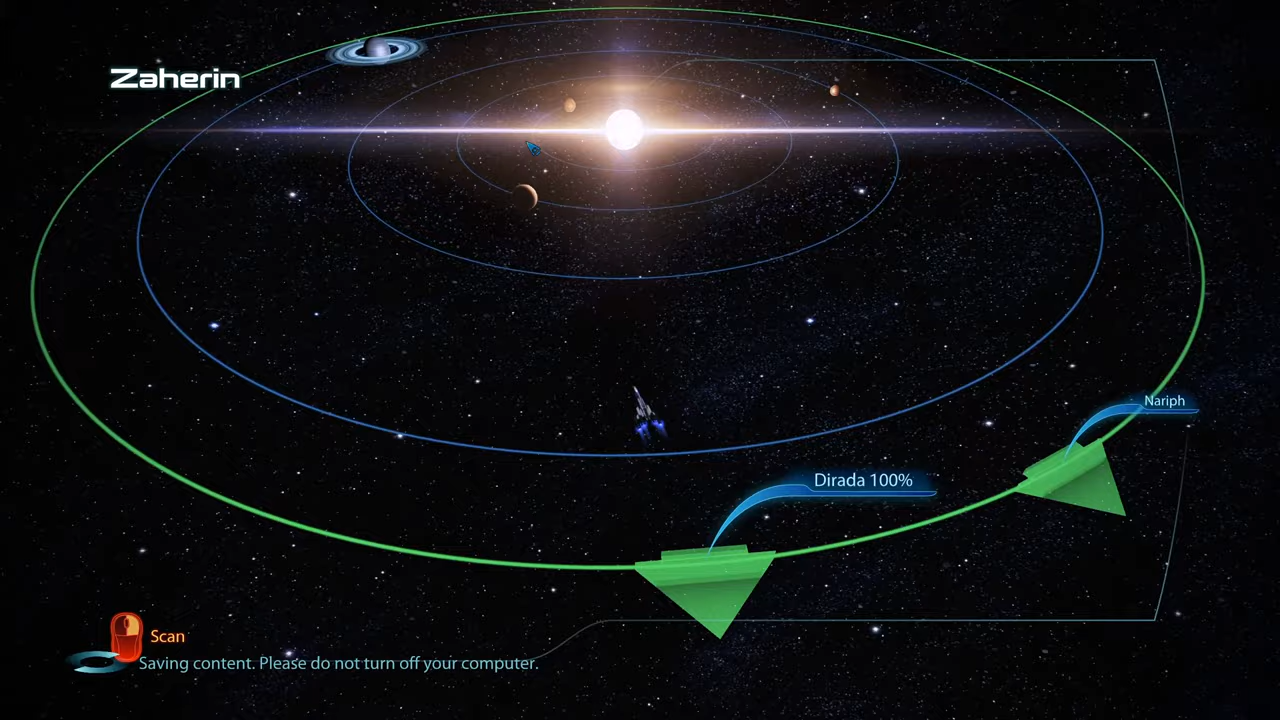 Zaherin
Nariph
Dirada 100%
Scan
Saving content. Please do not turn off your computer.